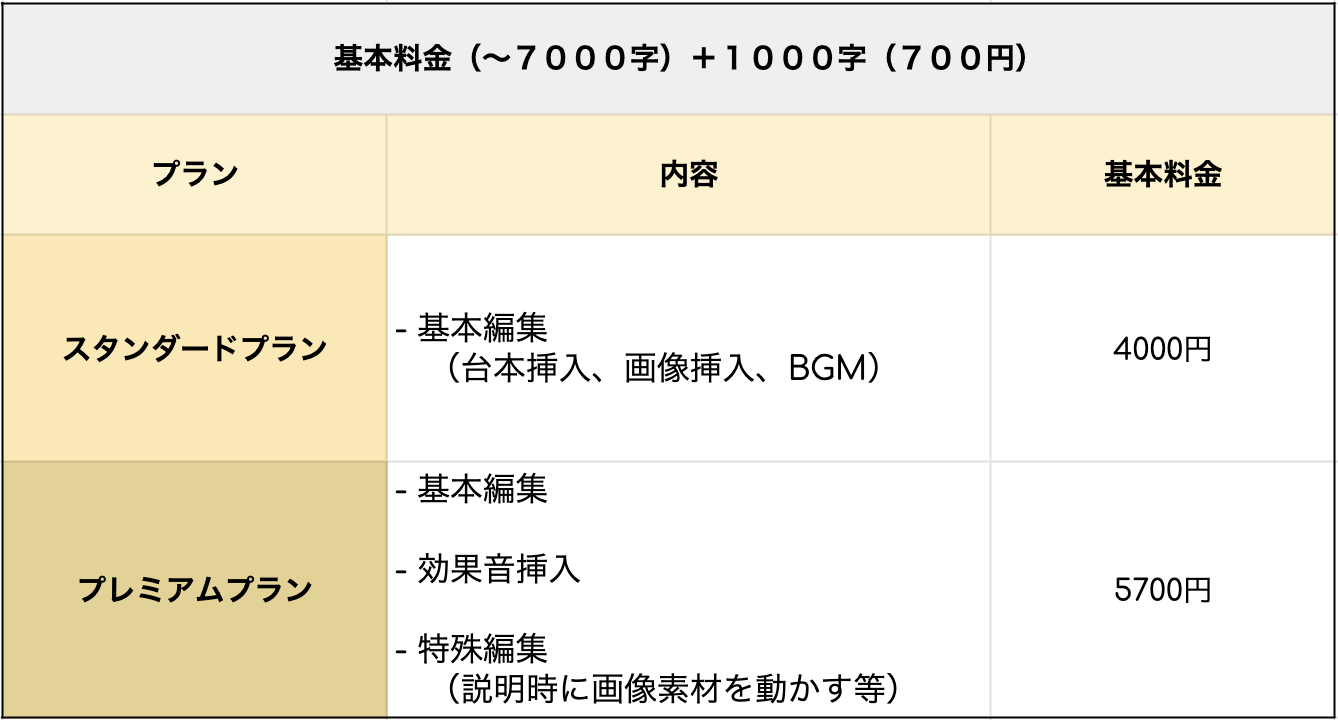 基本料金（〜７０００字）＋１０００字（７００円）
プラン
内容
基本料金
スタンダードプラン
- 基本編集
（台本挿入、画像挿入、BGM）
4000円
プレミアムプラン
- 基本編集
- 効果音挿入
- 特殊編集
（説明時に画像素材を動かす等）
5700円